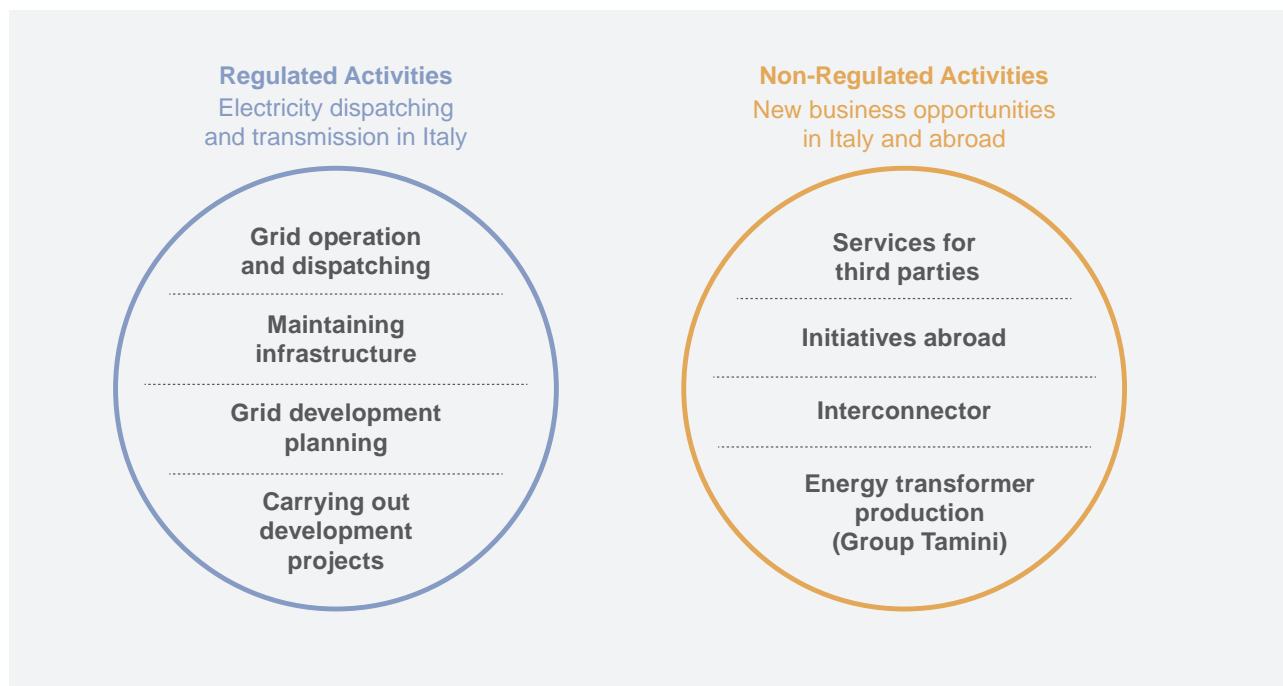 Regulated Activities
Electricity dispatching
and transmission in Italy
Grid operation
and dispatching
Maintaining
infrastructure
Grid development
planning
Carrying out
development
projects
Non-Regulated Activities
New business opportunities
in Italy and abroad
Services for
third parties
Initiatives abroad
Interconnector
Energy transformer
production
(Group Tamini)